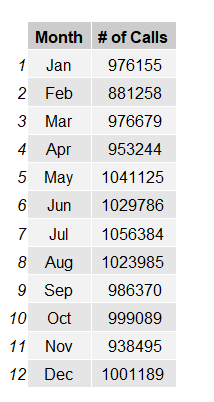 Month # of Calls
1 Jan 976155
2 Feb 881258
3 Mar 976679
4 Apr 953244
5 May 1041125
6 Jun 1029786
7 Jul 1056384
8 Aug 1023985
9 Sep 986370
10 Oct 999089
11 Nov 938495
12 Dec 1001189